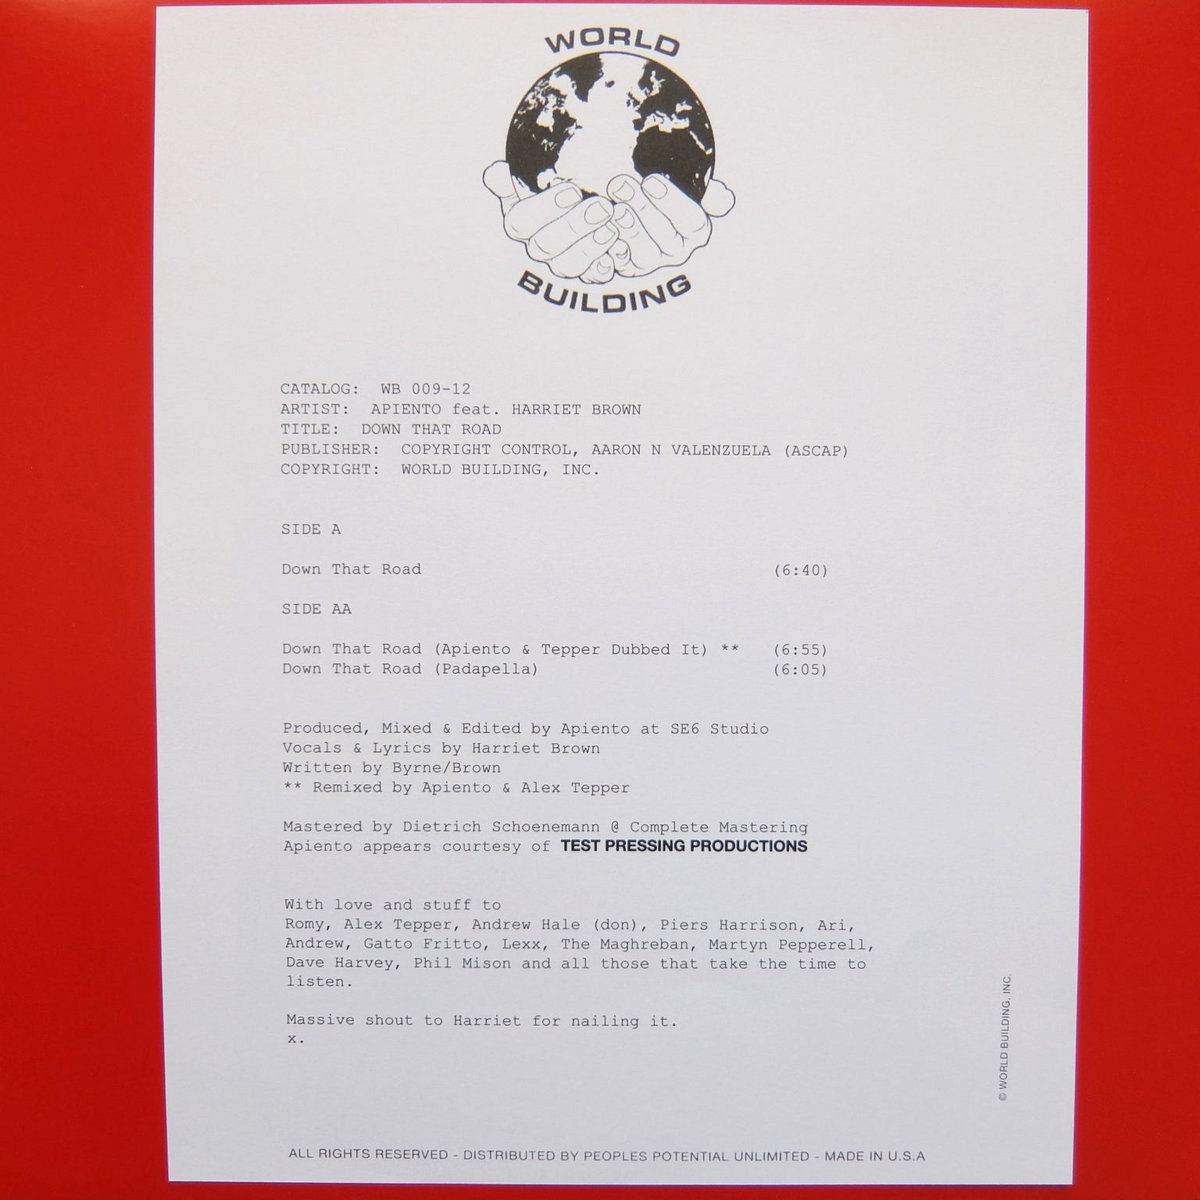 WORLD
BUILDING
CATALOG: WB 009-12
ARTIST: APIENTO feat. HARRIET BROWN
TITLE: DOWN THAT ROAD
PUBLISHER: COPYRIGHT CONTROL, AARON N VALENZUELA (ASCAP)
COPYRIGHT: WORLD BUILDING, INC.
SIDE A
Down That Road (6:40)
SIDE AA
Down That Road (Apiento & Tepper Dubbed It) ** (6:55)
Down That Road (Padapella) (6:05)
Produced, Mixed & Edited by Apiento at SE6 Studio
Vocals & Lyrics by Harriet Brown
Written by Byrne/Brown
** Remixed by Apiento & Alex Tepper
Mastered by Dietrich Schoenemann @ Complete Mastering
Apiento appears courtesy of TEST PRESSING PRODUCTIONS
With love and stuff to
Romy, Alex Tepper, Andrew Hale (don), Piers Harrison, Ari,
Andrew, Gatto Fritto, Lexx, The Maghreban, Martyn Pepperell,
Dave Harvey, Phil Mison and all those that take the time to
listen.
Massive shout to Harriet for nailing it.
x.
© WORLD BUILDING, INC.
ALL RIGHTS RESERVED - DISTRIBUTED BY PEOPLES POTENTIAL UNLIMITED - MADE IN U.S.A